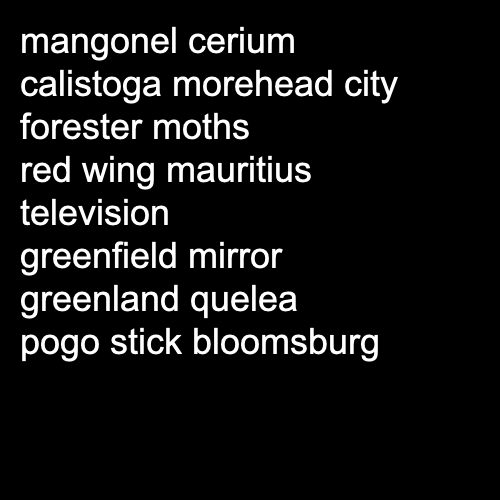 mangonel cerium
calistoga morehead city
forester moths
red wing mauritius
television
greenfield mirror
greenland quelea
pogo stick bloomsburg